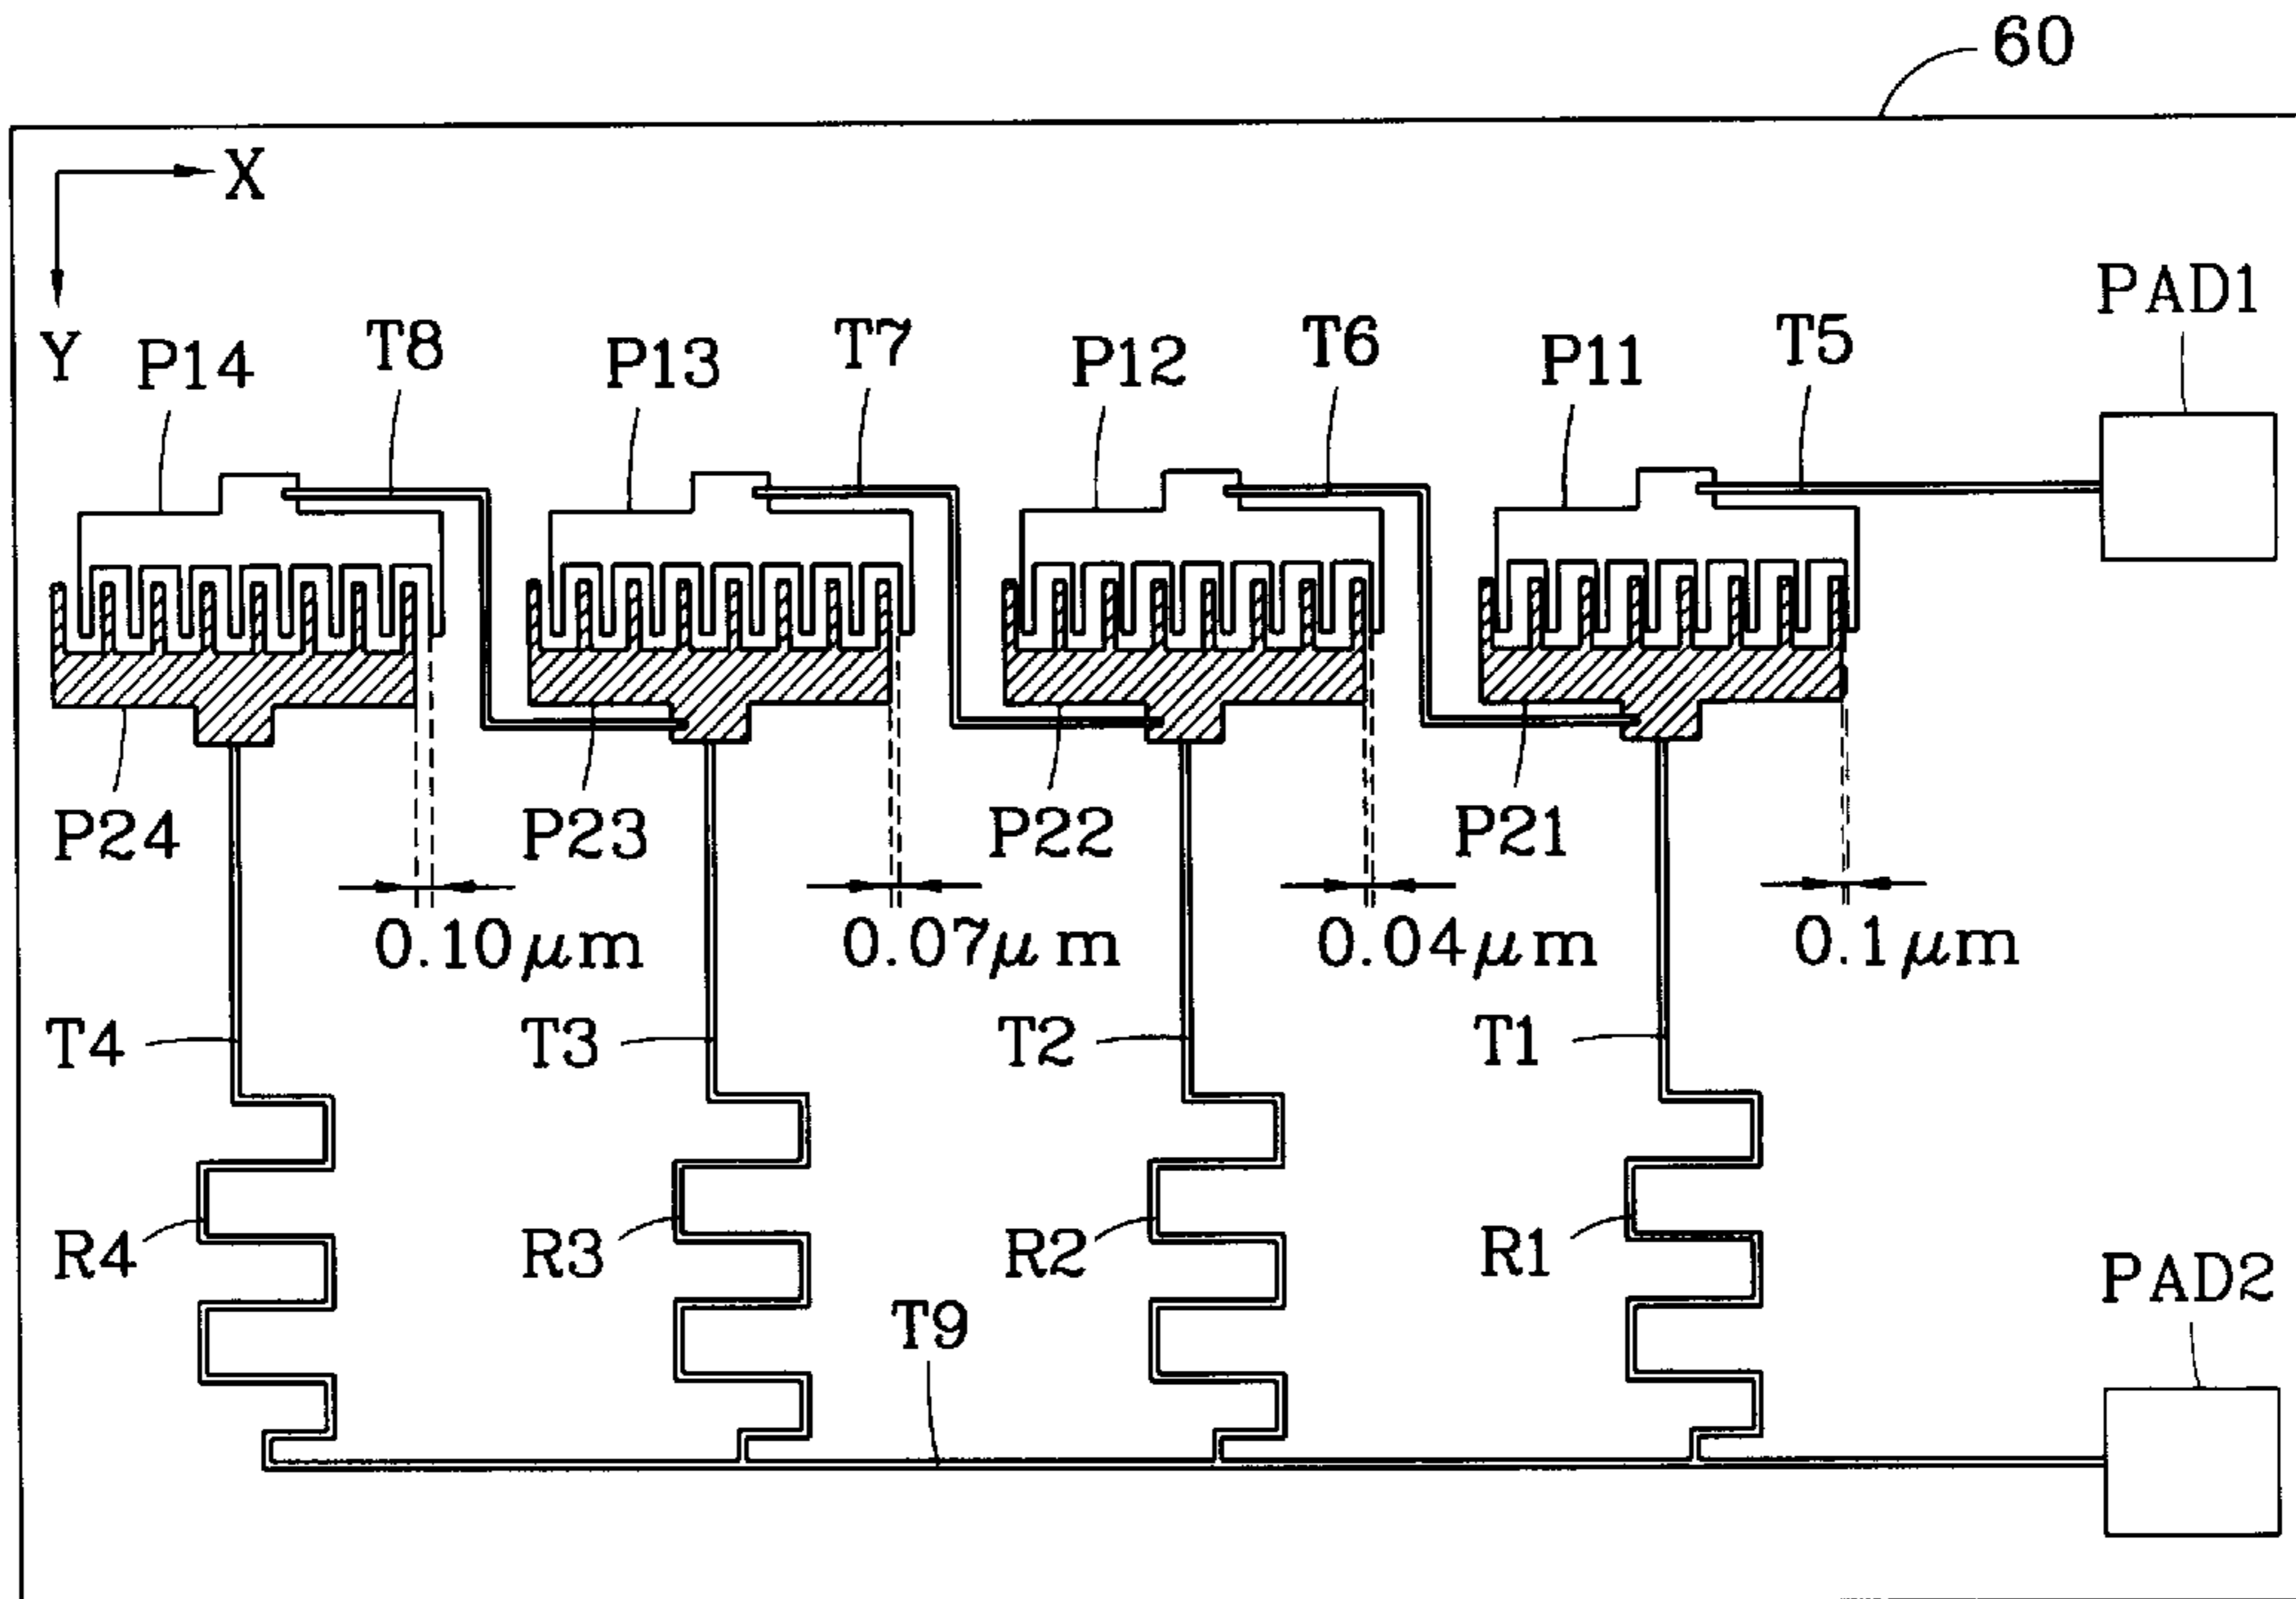 60
X
Y
PAD1
P14
T8
P13
T7
P12
T6
P11
T5
P24
P23
P22
P21
0.10μm
0.07μm
0.04μm
0.1μm
T4
T3
T2
T1
R4
R3
R2
R1
T9
PAD2